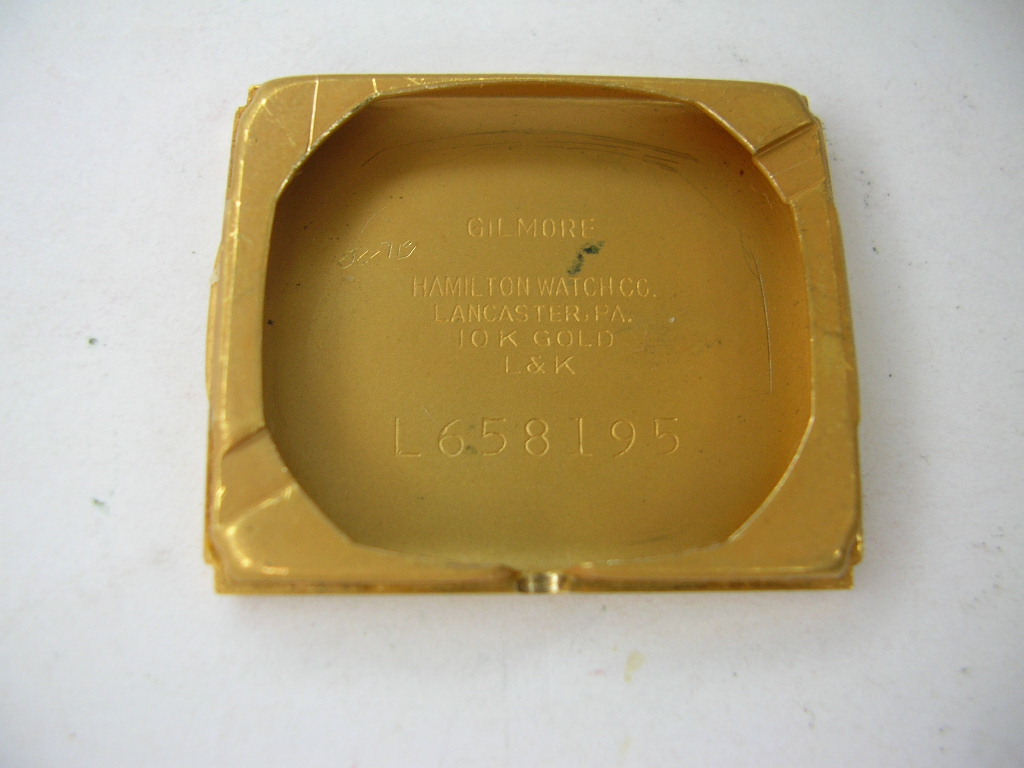 GILMORE
HAMILTON WATCH CO.
LANCASTER, PA.
10 K GOLD
L & K
L658195